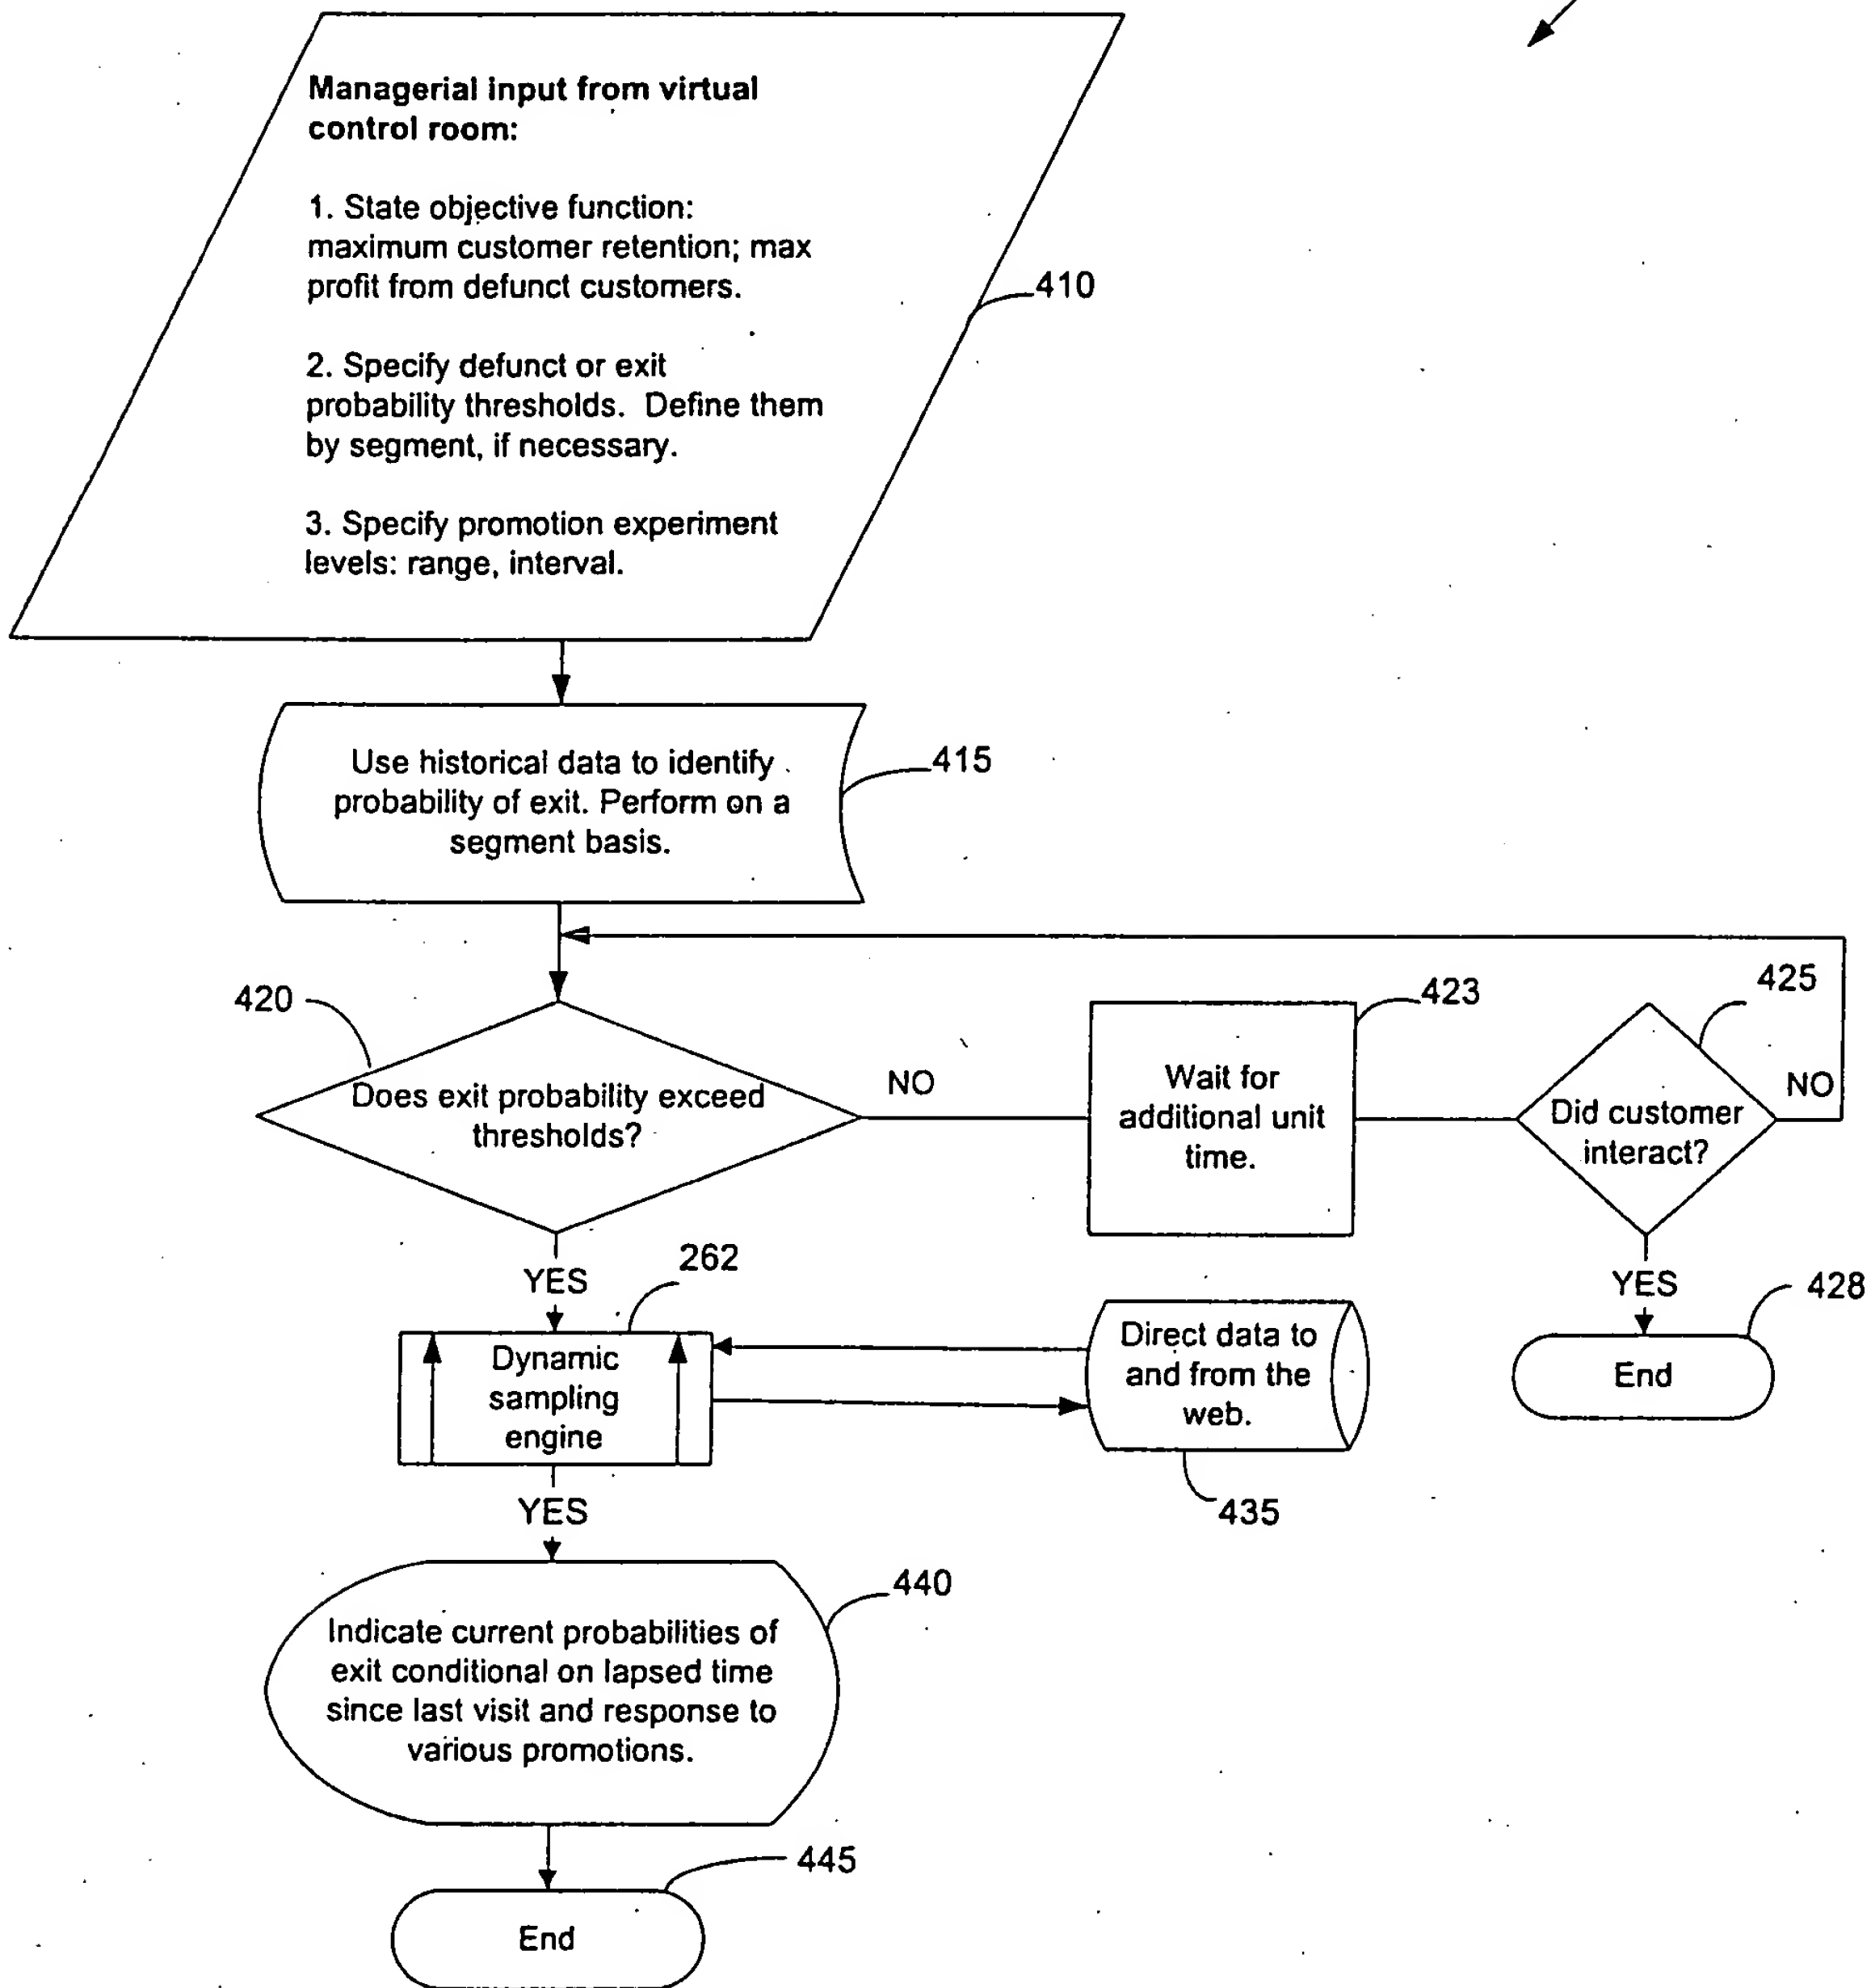 Managerial input from virtual
control room:
1. State objective function:
maximum customer retention; max
profit from defunct customers.
410
2. Specify defunct or exit
probability thresholds. Define them
by segment, if necessary.
3. Specify promotion experiment
levels: range, interval.
Use historical data to identify
probability of exit. Perform on a
segment basis.
415
420
Does exit probability exceed
thresholds?
NO
423
Wait for
additional unit
time.
425
Did customer
interact?
NO
YES
262
YES
428
End
Dynamic
sampling
engine
Direct data to
and from the
web.
435
YES
440
Indicate current probabilities of
exit conditional on lapsed time
since last visit and response to
various promotions.
445
End